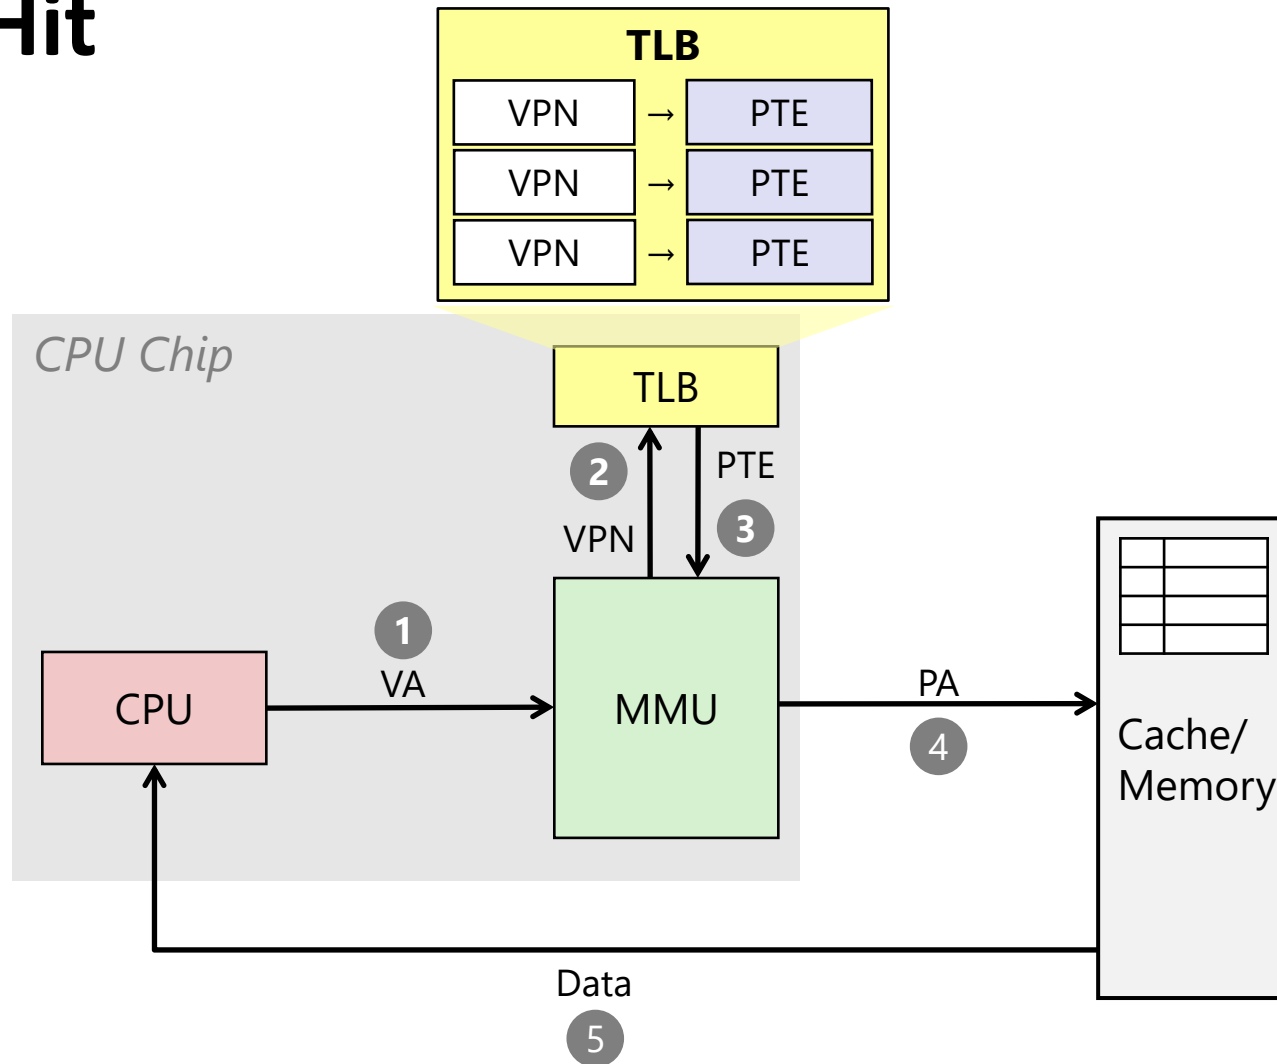 Hit
TLB
VPN → PTE
VPN → PTE
VPN → PTE
CPU Chip
TLB
2
PTE
VPN
3
1
VA
CPU
MMU
PA
4
Cache/
Memory
Data
5